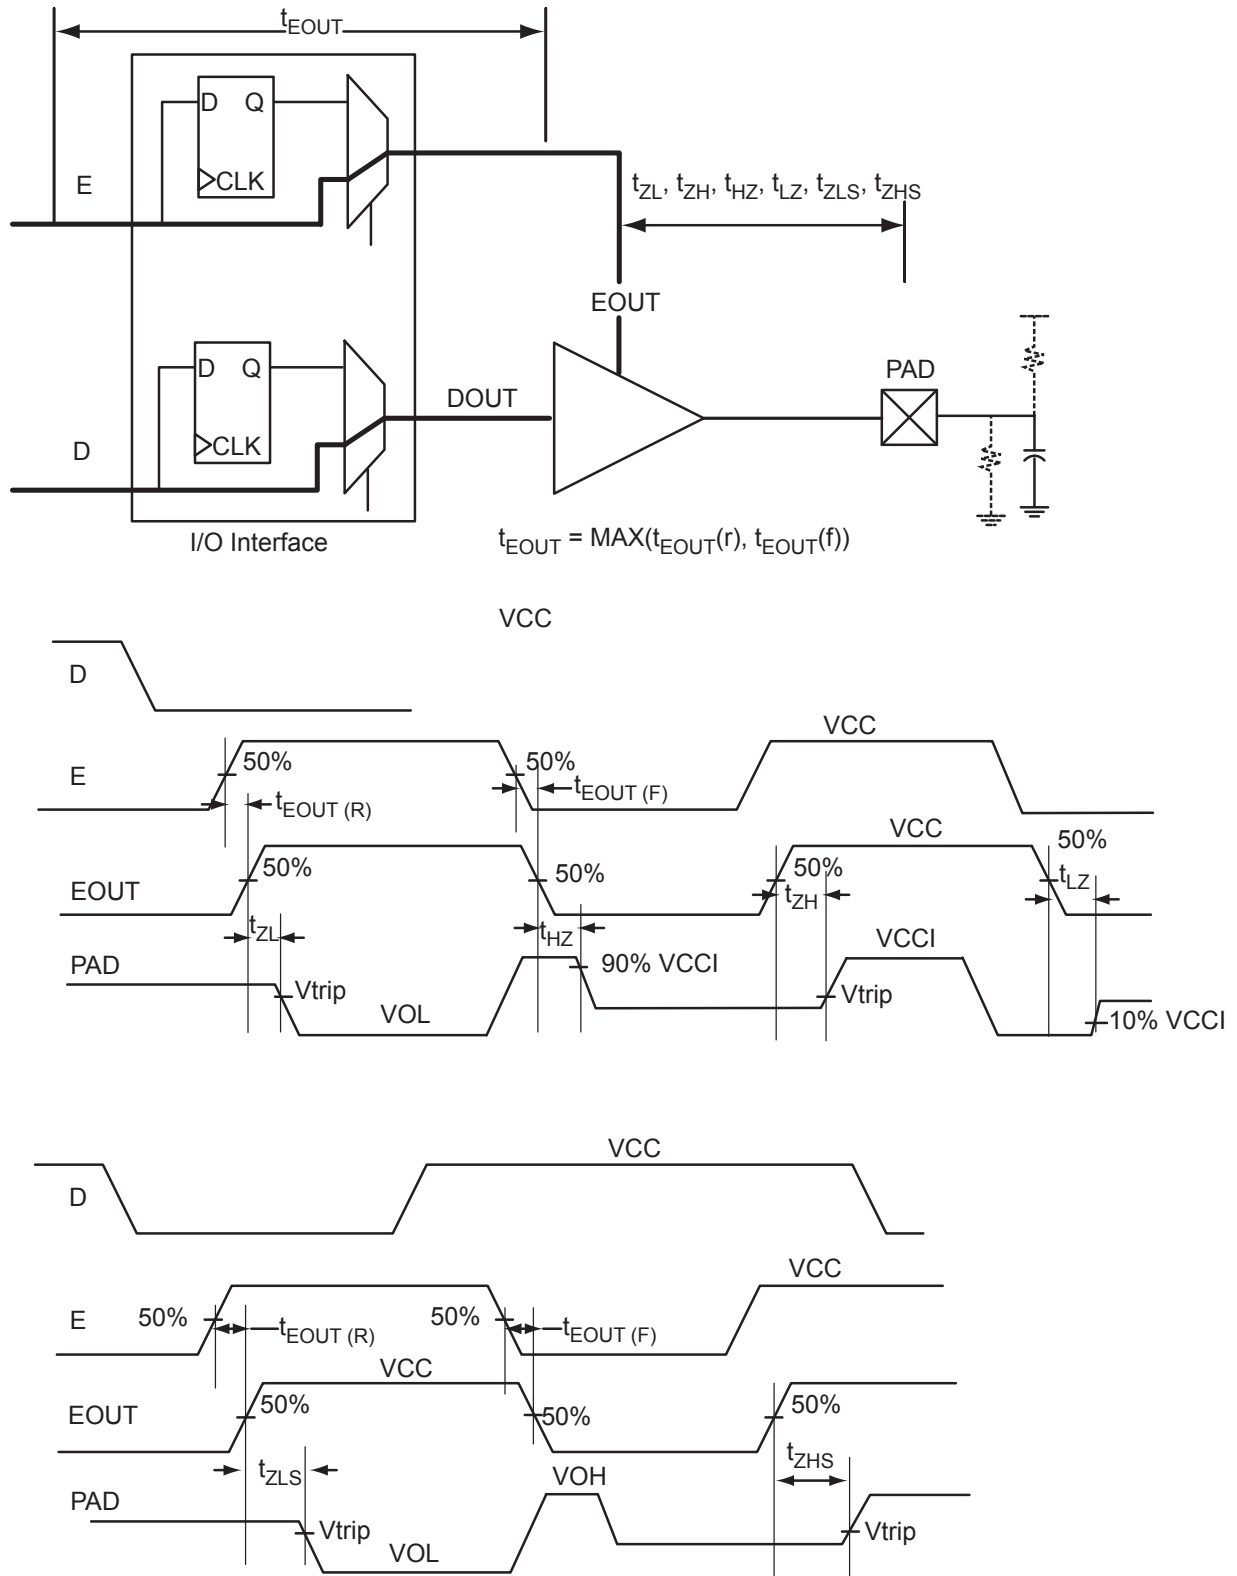 tEOUT
D Q
CLK
E
tZL, tZH, tHZ, tLZ, tZLS, tZHS
EOUT
D Q
CLK
DOUT
PAD
D
I/O Interface
tEOUT = MAX(tEOUT(r), tEOUT(f))
VCC
D
VCC
E
50%
50%
tEOUT (R)
tEOUT (F)
VCC
50%
EOUT
50%
50%
50%
tLZ
tZH
tZL
tHZ
VCCI
PAD
90% VCCI
Vtrip
Vtrip
VOL
10% VCCI
VCC
D
VCC
E
50%
50%
tEOUT (R)
tEOUT (F)
VCC
EOUT
50%
50%
50%
tZLS
tZHS
VOH
PAD
Vtrip
Vtrip
VOL